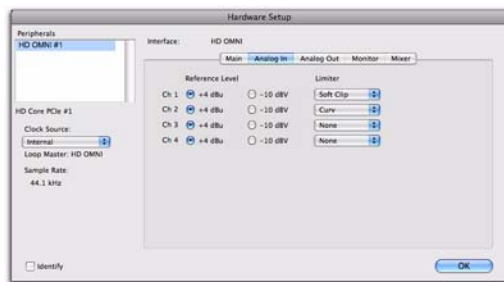 Hardware Setup
Peripherals
HD OMNI #1
HD Core PCIe #1
Clock Source:
Internal
Loop Master: HD OMNI
Sample Rate:
44.1 kHz
Identify
Interface: HD OMNI
Main Analog In Analog Out Monitor Mixer
Reference Level Limiter
Ch 1 +4 dBu -10 dBV Soft Clip
Ch 2 +4 dBu -10 dBV Curv
Ch 3 +4 dBu -10 dBV None
Ch 4 +4 dBu -10 dBV None
OK